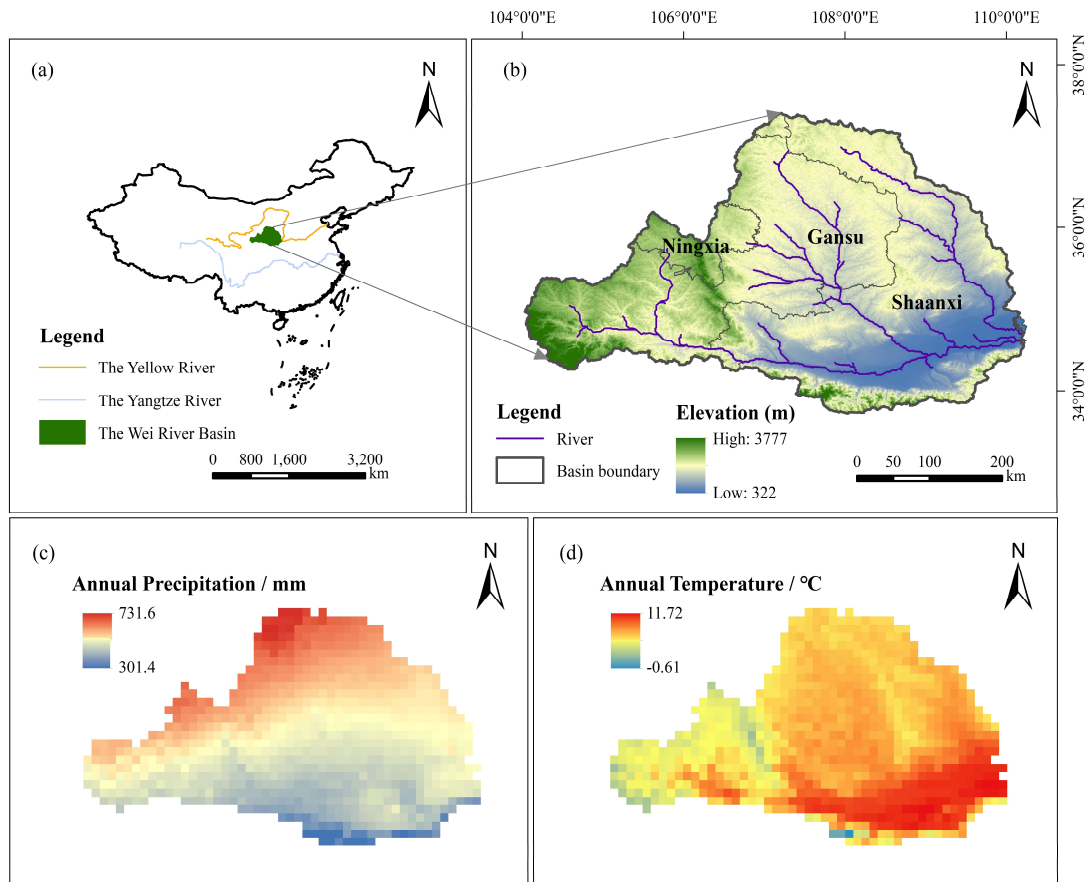 104°0'0"E 106°0'0"E 108°0'0"E 110°0'0"E
(a)
N
Legend
The Yellow River
The Yangtze River
The Wei River Basin
0 800 1,600 3,200
km
(b)
N
38°0'0"N
36°0'0"N
34°0'0"N
Ningxia
Gansu
Shaanxi
Legend
River
Basin boundary
Elevation (m)
High: 3777
Low: 322
0 50 100 200
km
(c)
N
Annual Precipitation / mm
731.6
301.4
(d)
N
Annual Temperature / °C
11.72
-0.61